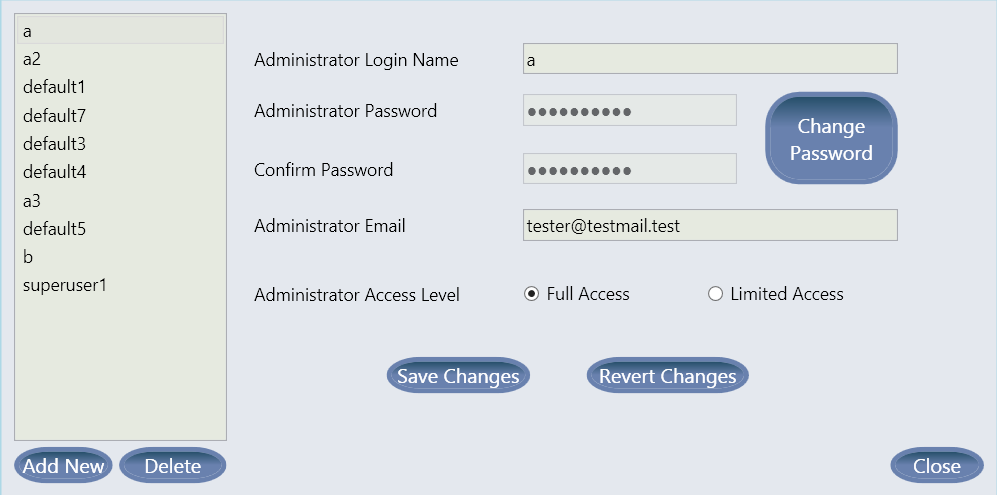 a
a2
default1
default7
default3
default4
a3
default5
b
superuser1
Add New
Delete
Administrator Login Name
a
Administrator Password
●●●●●●●●●●
Change
Password
Confirm Password
●●●●●●●●●●
Administrator Email
tester@testmail.test
Administrator Access Level
Full Access
Limited Access
Save Changes
Revert Changes
Close